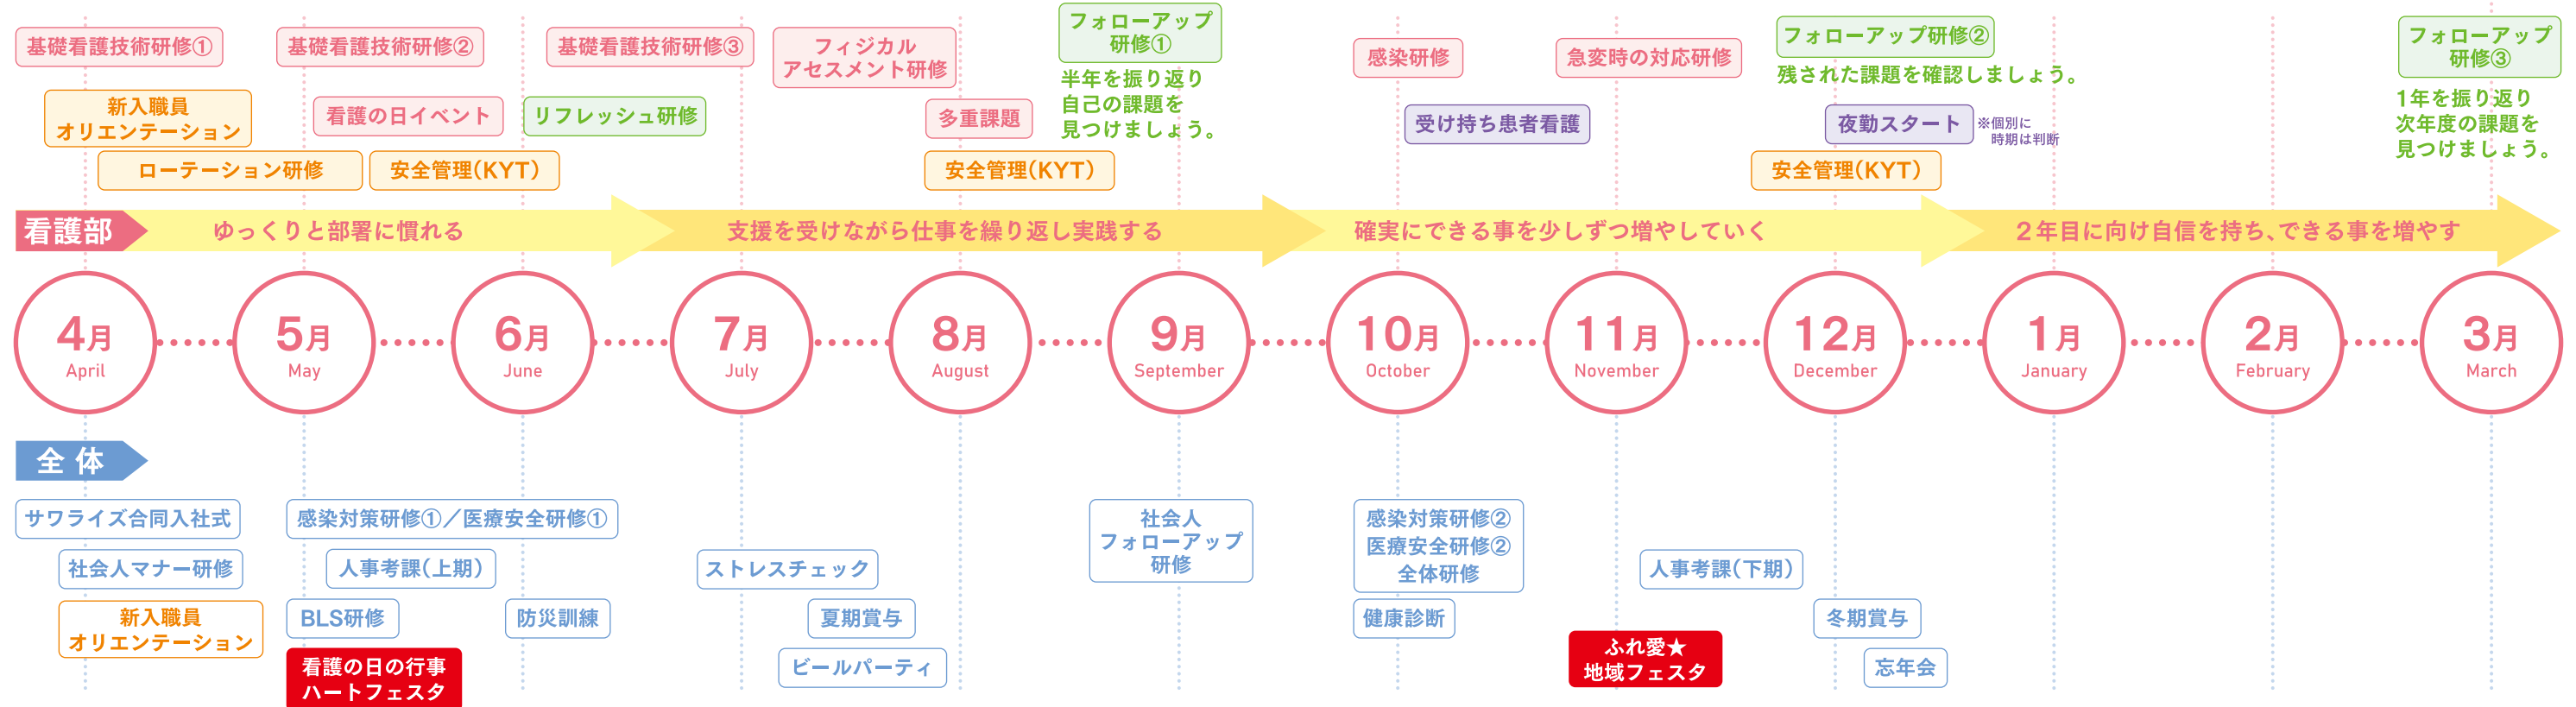 基礎看護技術研修①
基礎看護技術研修②
基礎看護技術研修③
フィジカル
アセスメント研修
フォローアップ
研修①
半年を振り返り
自己の課題を
見つけましょう。
感染研修
急変時の対応研修
フォローアップ研修②
残された課題を確認しましょう。
フォローアップ
研修③
1年を振り返り
次年度の課題を
見つけましょう。
新入職員
オリエンテーション
看護の日イベント
リフレッシュ研修
多重課題
受け持ち患者看護
夜勤スタート
※個別に
時期は判断
ローテーション研修
安全管理(KYT)
安全管理(KYT)
安全管理(KYT)
看護部
ゆっくりと部署に慣れる
支援を受けながら仕事を繰り返し実践する
確実にできる事を少しずつ増やしていく
2年目に向け自信を持ち、できる事を増やす
4月
April
5月
May
6月
June
7月
July
8月
August
9月
September
10月
October
11月
November
12月
December
1月
January
2月
February
3月
March
全体
サワライズ合同入社式
感染対策研修①／医療安全研修①
社会人
フォローアップ
研修
感染対策研修②
医療安全研修②
全体研修
社会人マナー研修
人事考課(上期)
ストレスチェック
人事考課(下期)
新入職員
オリエンテーション
BLS研修
防災訓練
夏期賞与
健康診断
冬期賞与
看護の日の行事
ハートフェスタ
ビールパーティ
ふれ愛★
地域フェスタ
忘年会